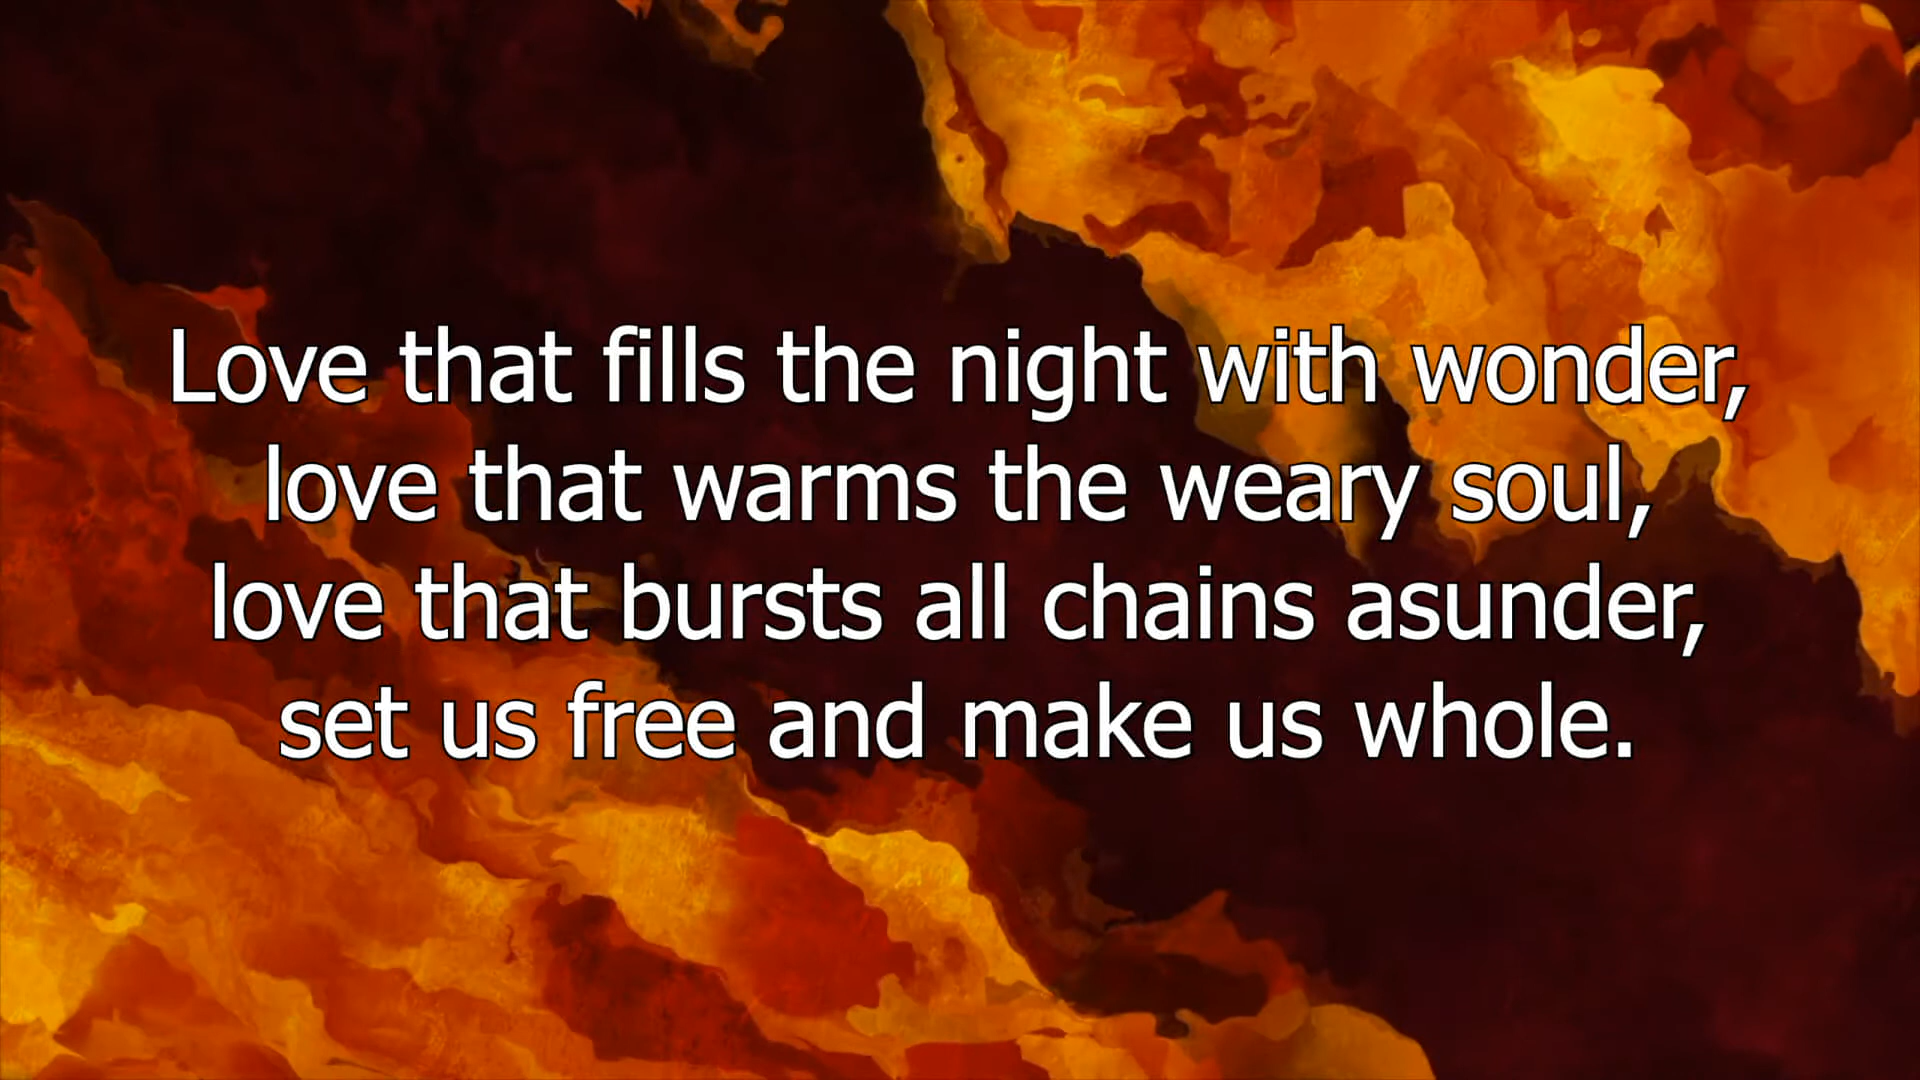 Love that fills the night with wonder,
love that warms the weary soul,
love that bursts all chains asunder,
set us free and make us whole.